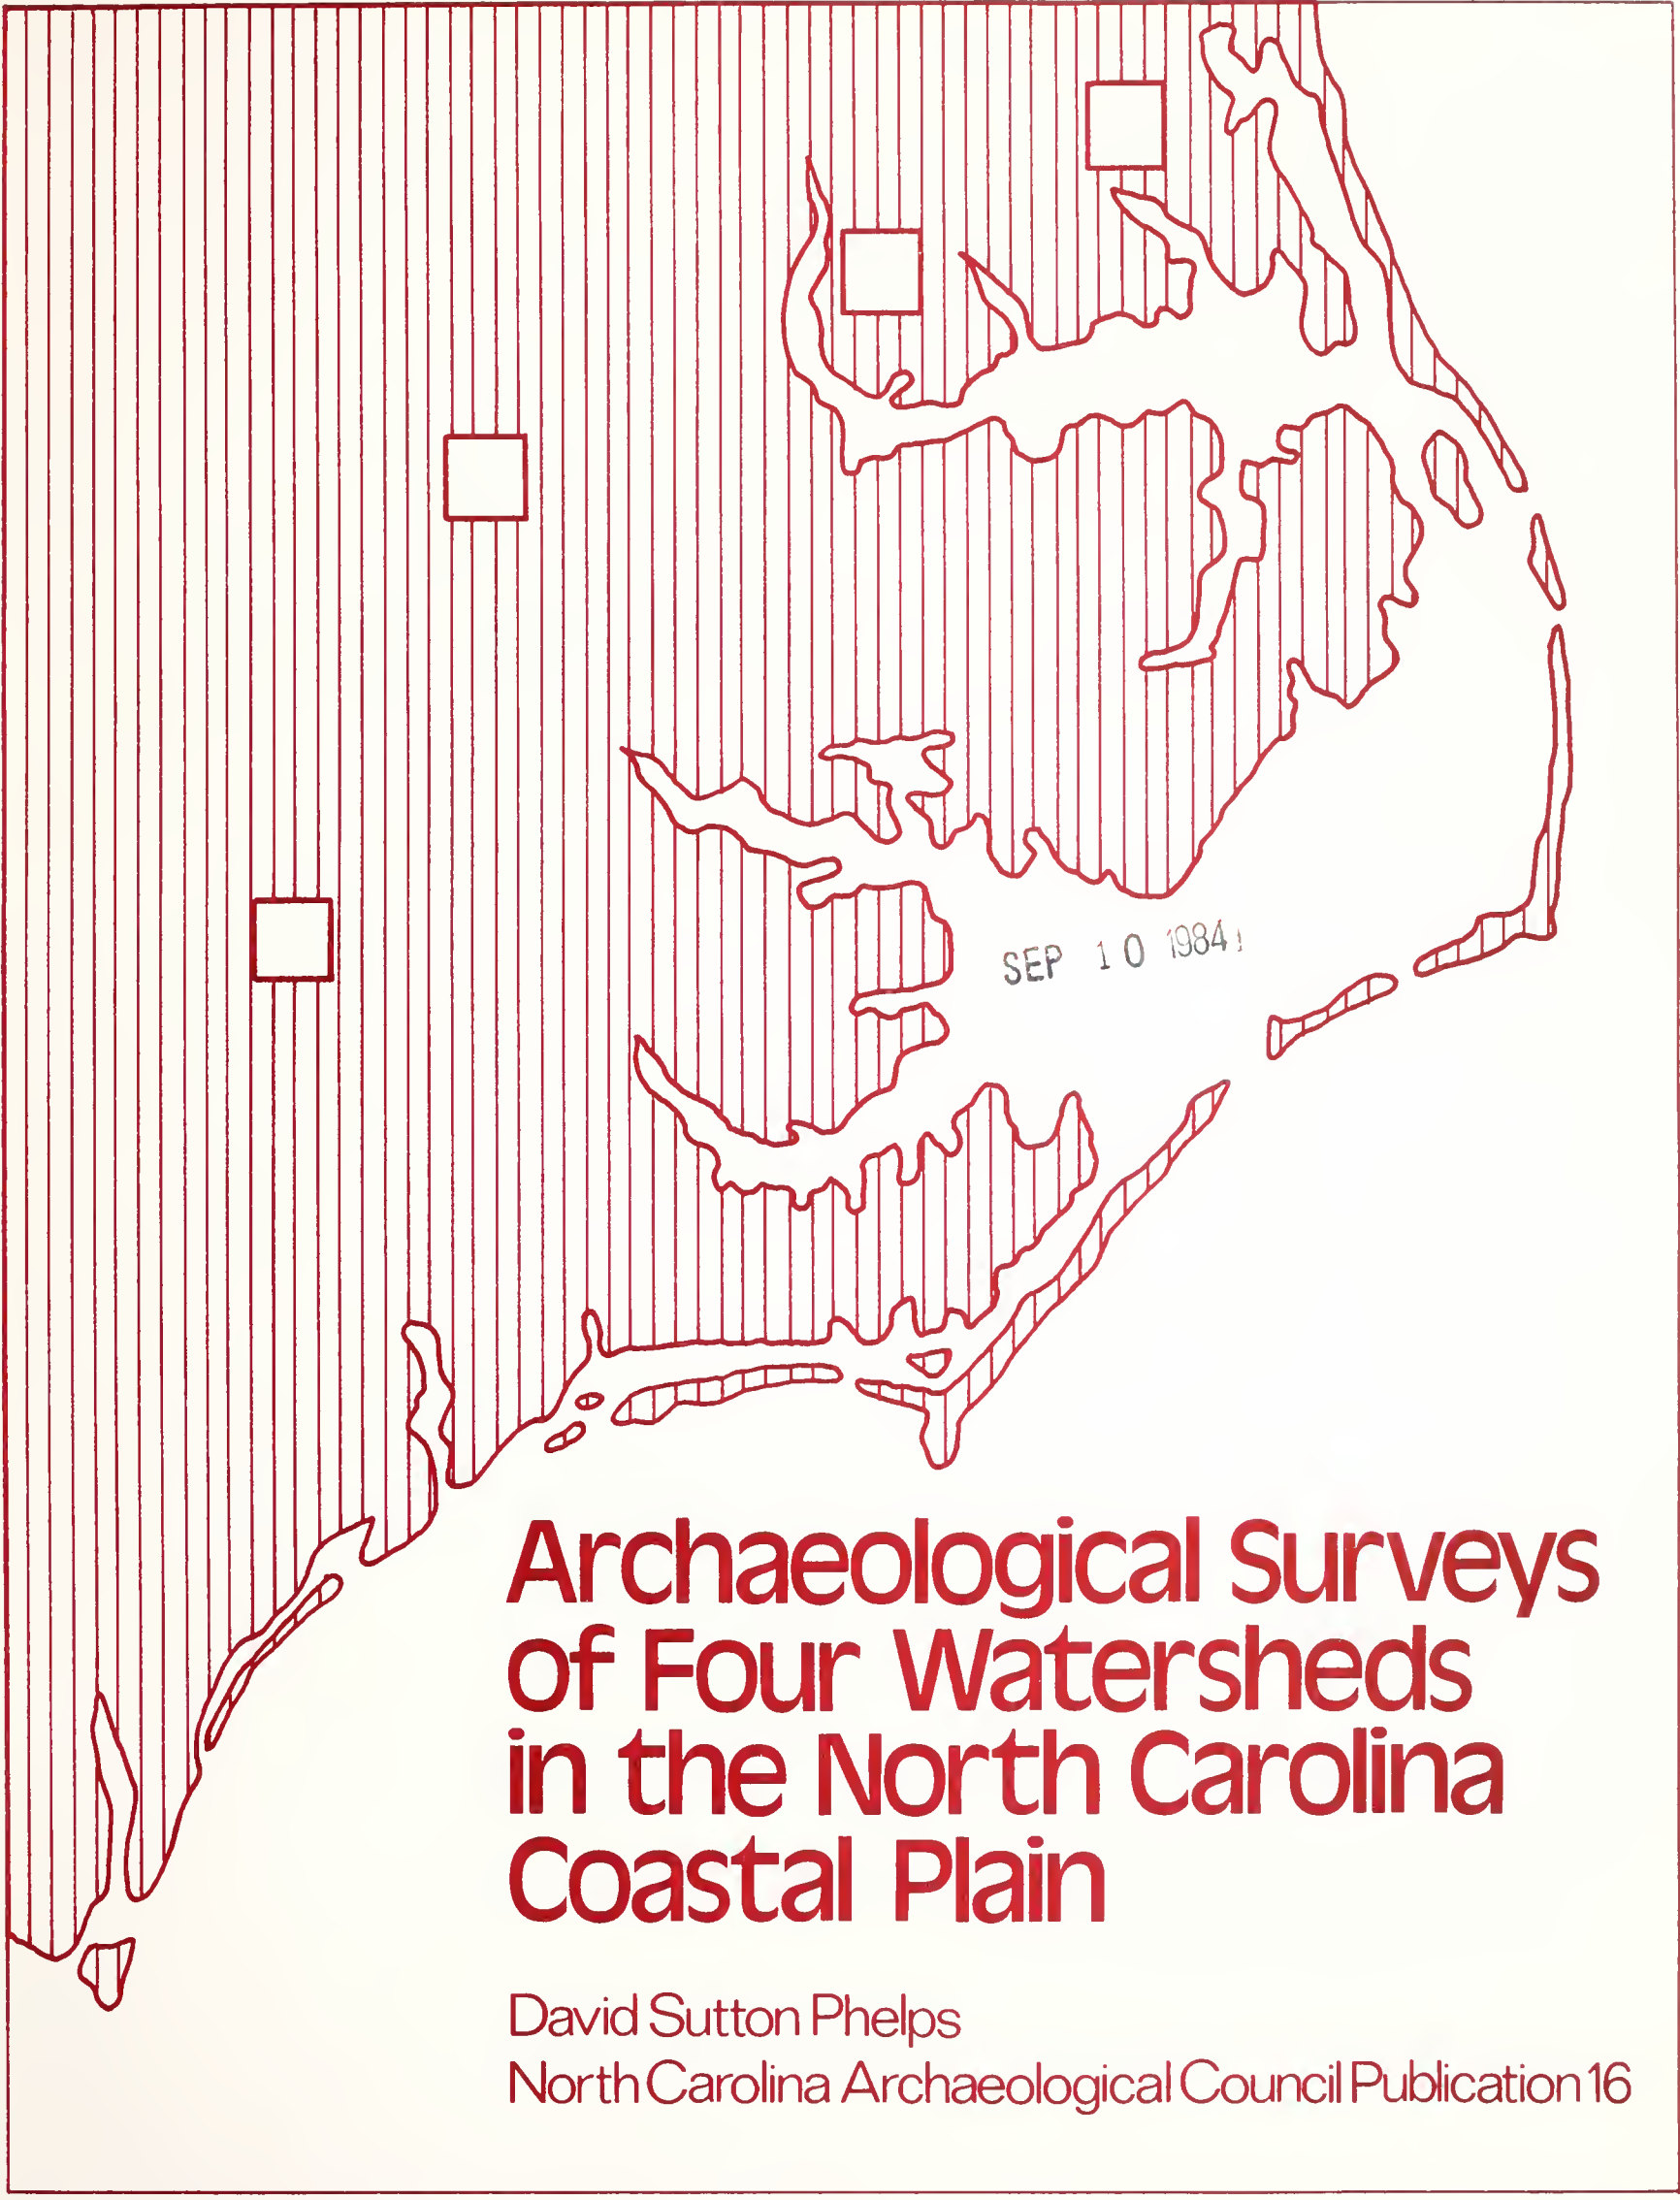 SEP 10 1984
Archaeological Surveys
of Four Watersheds
in the North Carolina
Coastal Plain
David Sutton Phelps
North Carolina Archaeological Council Publication 16